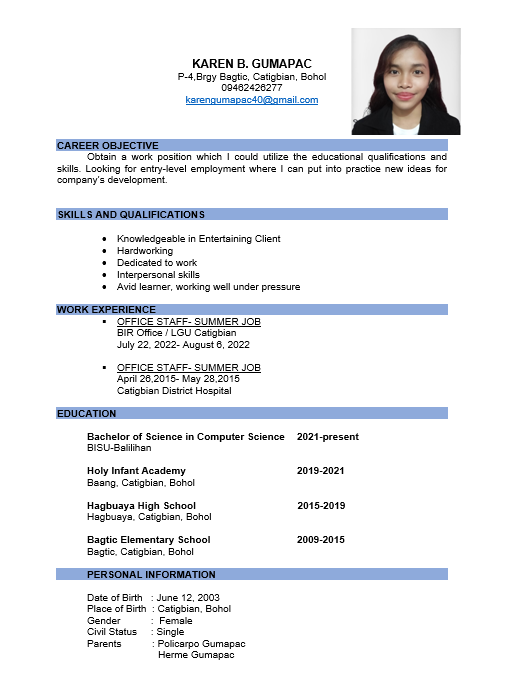 KAREN B. GUMAPAC
P-4,Brgy Bagtic, Catigbian, Bohol
09462426277
karengumapac40@gmail.com
CAREER OBJECTIVE
Obtain a work position which I could utilize the educational qualifications and
skills. Looking for entry-level employment where I can put into practice new ideas for
company's development.
SKILLS AND QUALIFICATIONS
• Knowledgeable in Entertaining Client
• Hardworking
• Dedicated to work
• Interpersonal skills
• Avid learner, working well under pressure
WORK EXPERIENCE
▪ OFFICE STAFF- SUMMER JOB
BIR Office / LGU Catigbian
July 22, 2022- August 6, 2022
▪ OFFICE STAFF- SUMMER JOB
April 26,2015- May 28,2015
Catigbian District Hospital
EDUCATION
Bachelor of Science in Computer Science 2021-present
BISU-Balilihan
Holy Infant Academy 2019-2021
Baang, Catigbian, Bohol
Hagbuaya High School 2015-2019
Hagbuaya, Catigbian, Bohol
Bagtic Elementary School 2009-2015
Bagtic, Catigbian, Bohol
PERSONAL INFORMATION
Date of Birth : June 12, 2003
Place of Birth : Catigbian, Bohol
Gender : Female
Civil Status : Single
Parents : Policarpo Gumapac
Herme Gumapac